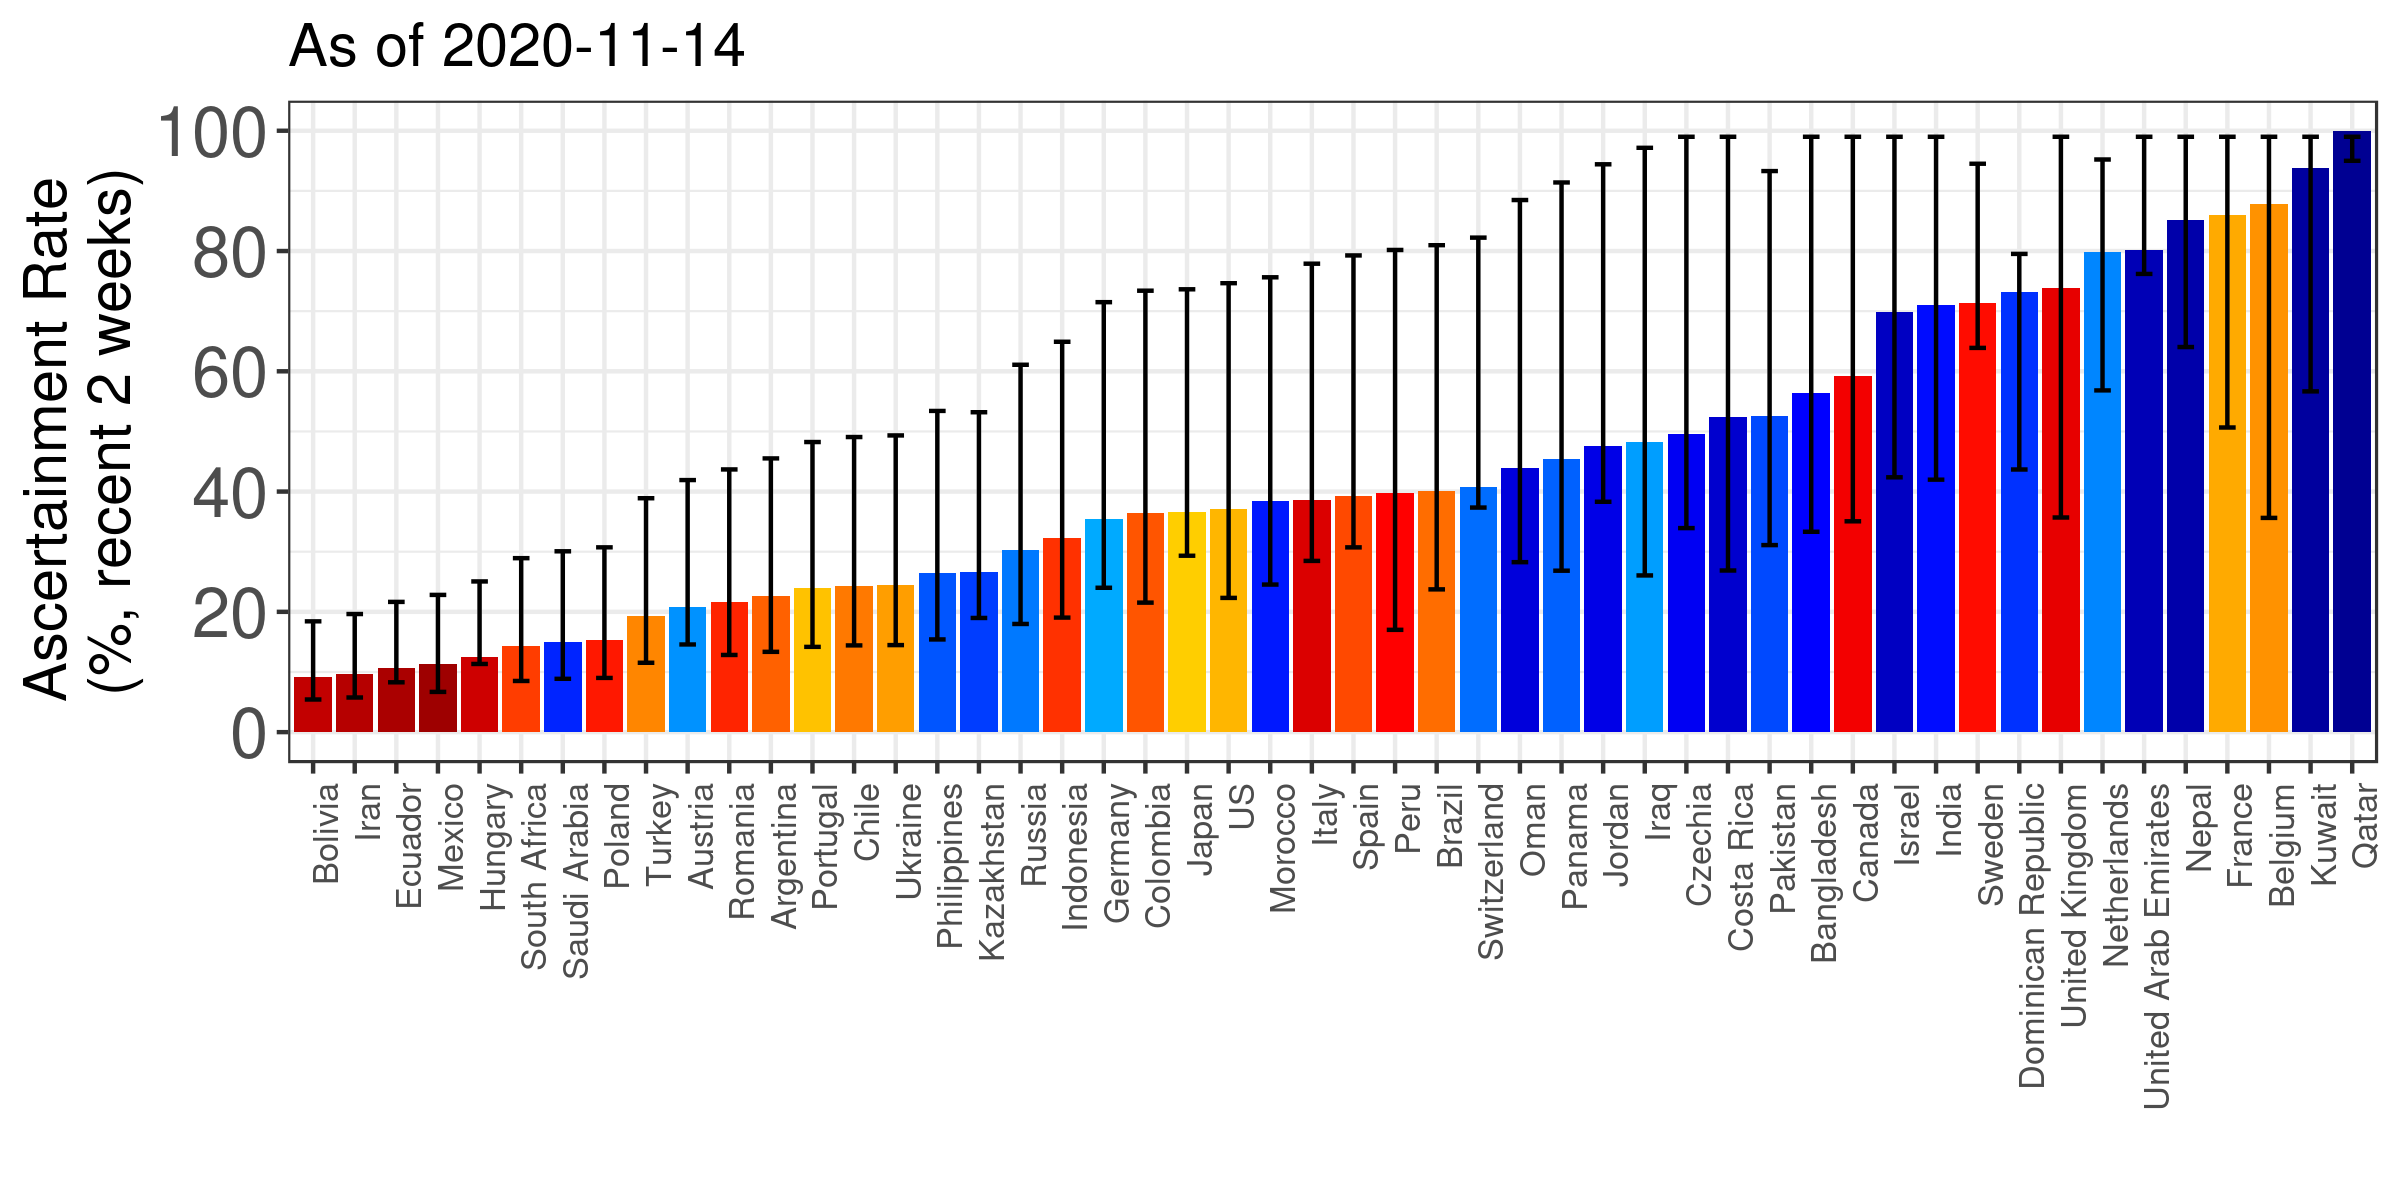 As of 2020-11-14
Ascertainment Rate
(%, recent 2 weeks)
100
80
60
40
20
0
Bolivia
Iran
Ecuador
Mexico
Hungary
South Africa
Saudi Arabia
Poland
Turkey
Austria
Romania
Argentina
Portugal
Chile
Ukraine
Philippines
Kazakhstan
Russia
Indonesia
Germany
Colombia
Japan
US
Morocco
Italy
Spain
Peru
Brazil
Switzerland
Oman
Panama
Jordan
Iraq
Czechia
Costa Rica
Pakistan
Bangladesh
Canada
Israel
India
Sweden
Dominican Republic
United Kingdom
Netherlands
United Arab Emirates
Nepal
France
Belgium
Kuwait
Qatar